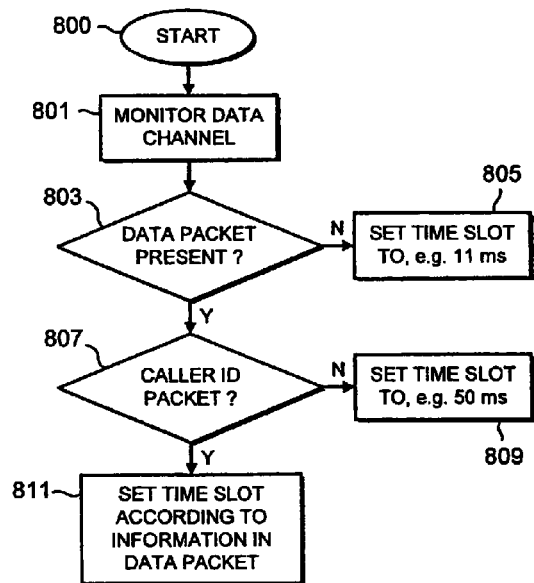 800
START
801
MONITOR DATA
CHANNEL
803
DATA PACKET
PRESENT ?
N
805
SET TIME SLOT
TO, e.g. 11 ms
Y
807
CALLER ID
PACKET ?
N
SET TIME SLOT
TO, e.g. 50 ms
809
Y
811
SET TIME SLOT
ACCORDING TO
INFORMATION IN
DATA PACKET